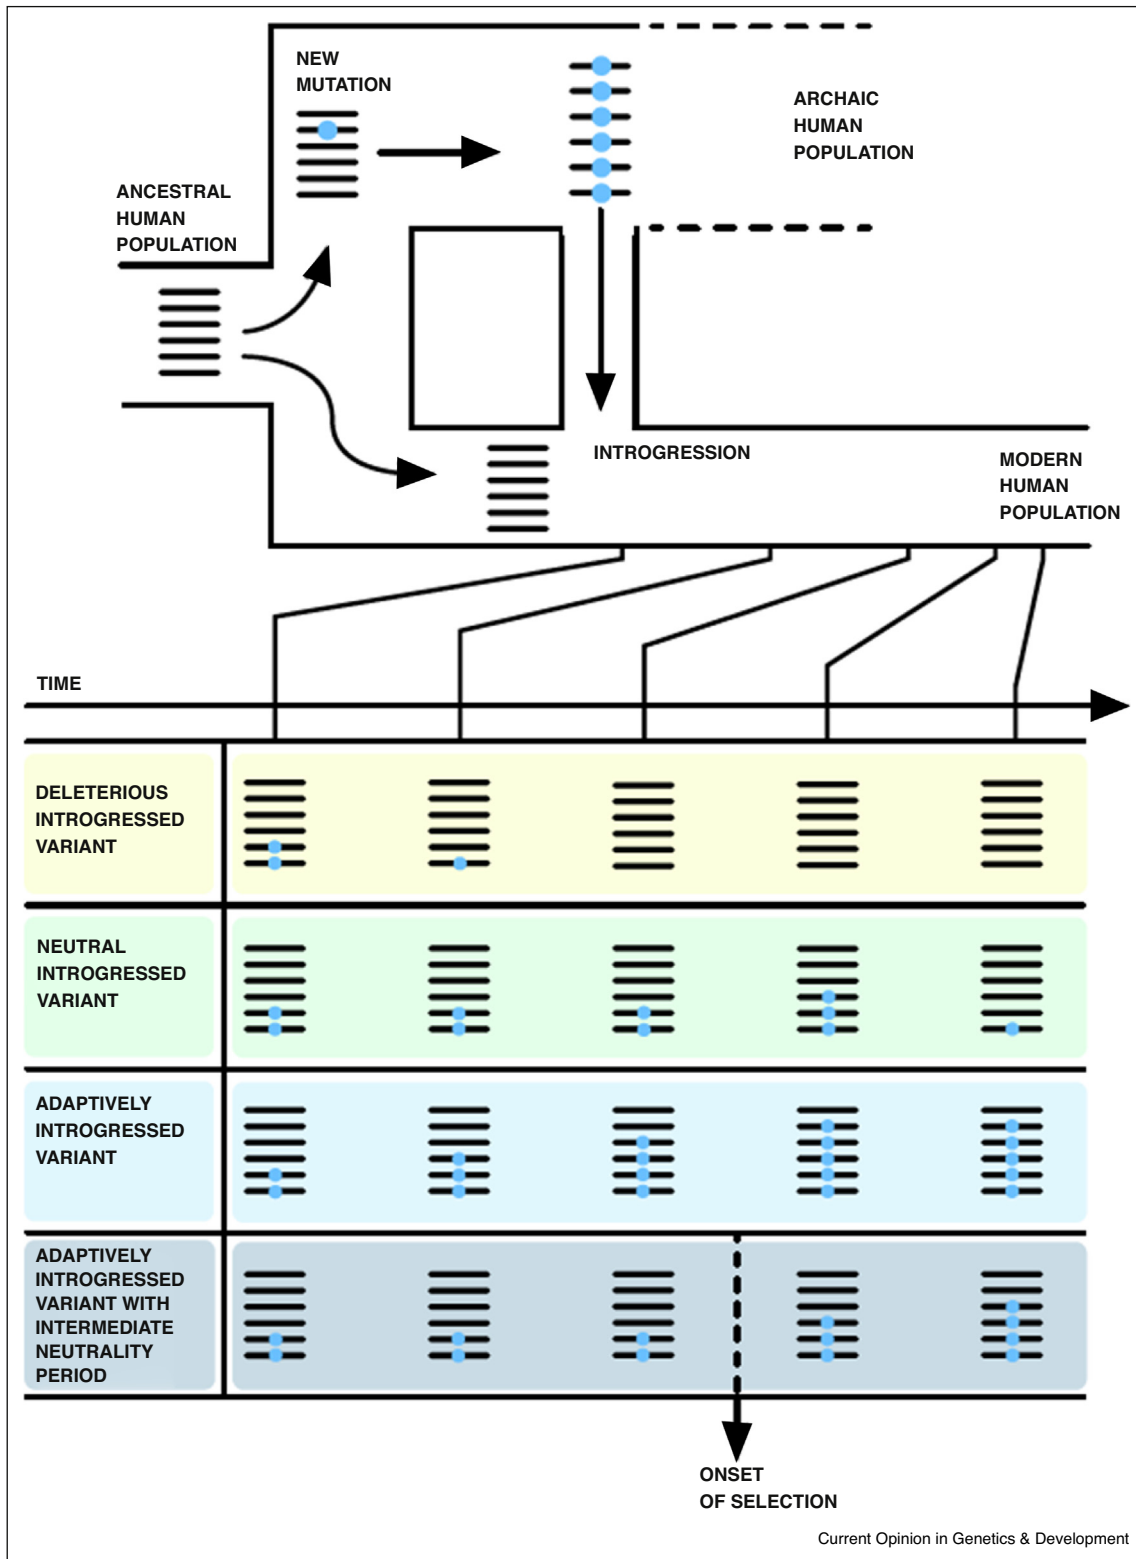 NEW
MUTATION
ARCHAIC
HUMAN
POPULATION
ANCESTRAL
HUMAN
POPULATION
INTROGRESSION
MODERN
HUMAN
POPULATION
TIME
DELETERIOUS
INTROGRESSED
VARIANT
NEUTRAL
INTROGRESSED
VARIANT
ADAPTIVELY
INTROGRESSED
VARIANT
ADAPTIVELY
INTROGRESSED
VARIANT WITH
INTERMEDIATE
NEUTRALITY
PERIOD
ONSET
OF SELECTION
Current Opinion in Genetics & Development